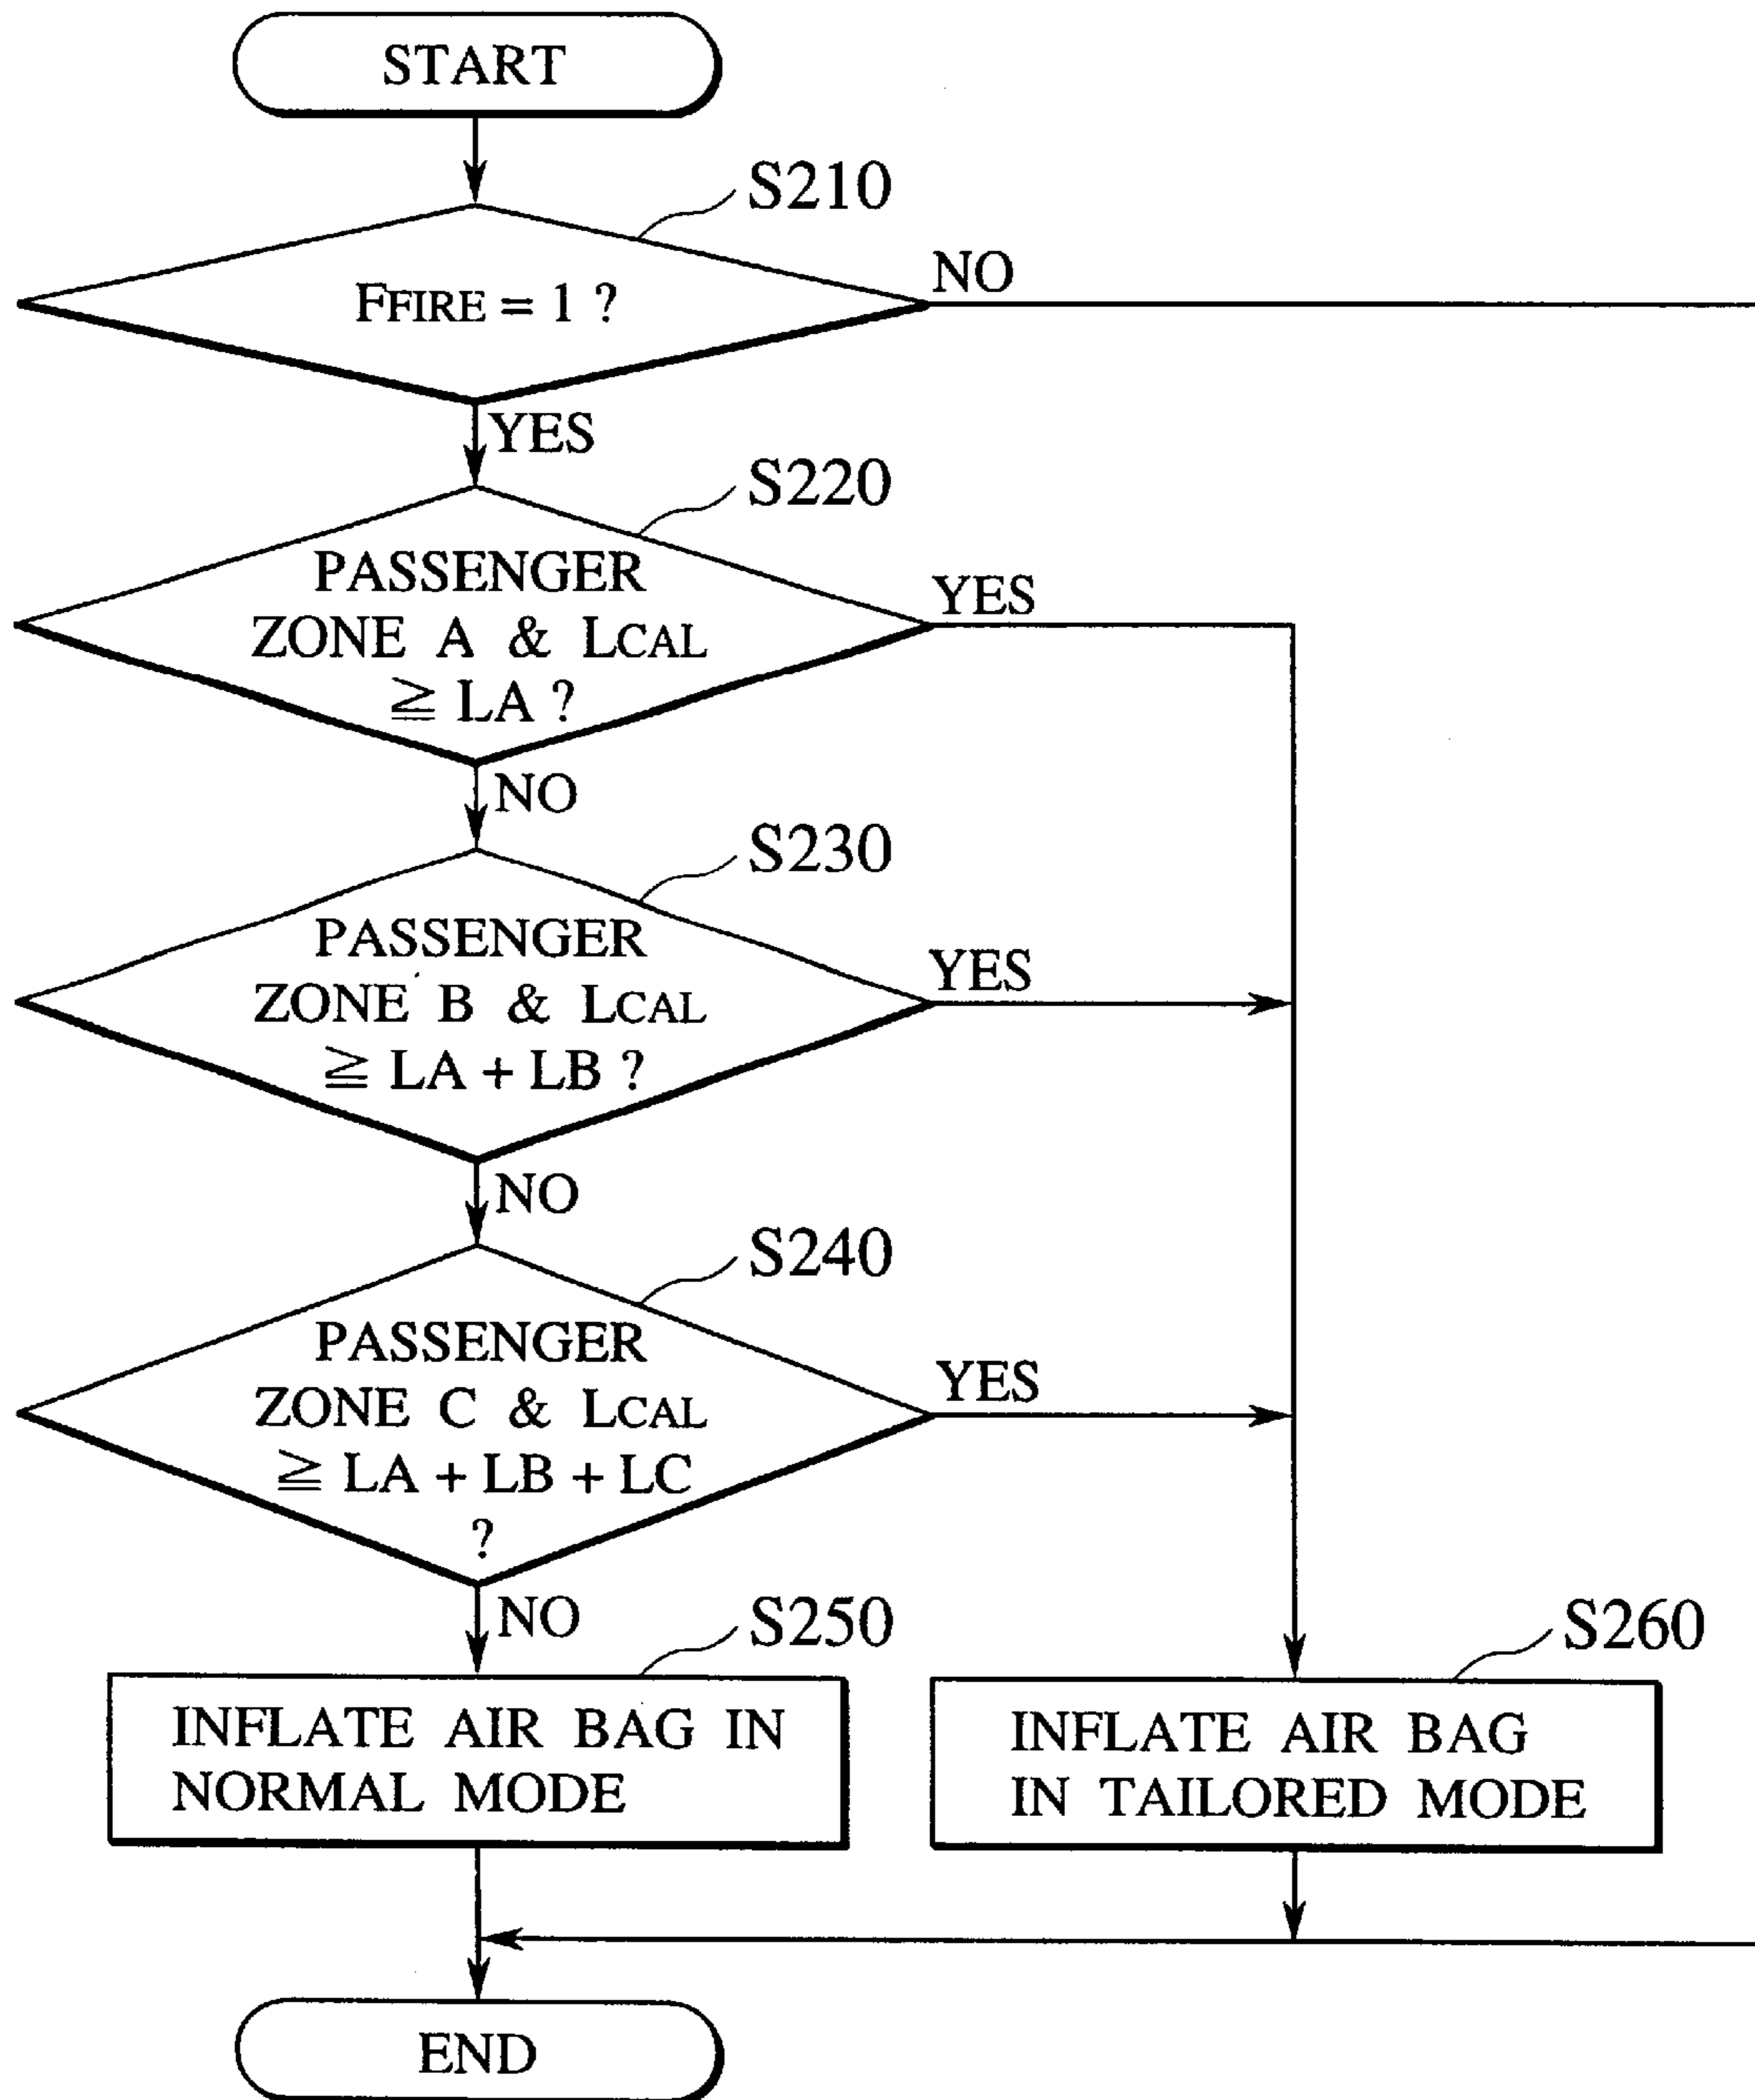 START
S210
FFIRE = 1 ?
NO
YES
S220
PASSENGER
ZONE A & LCAL
≧ LA ?
YES
NO
S230
PASSENGER
ZONE B & LCAL
≧ LA + LB ?
YES
NO
S240
PASSENGER
ZONE C & LCAL
≧ LA + LB + LC
?
YES
NO
S250
INFLATE AIR BAG IN
NORMAL MODE
S260
INFLATE AIR BAG
IN TAILORED MODE
END